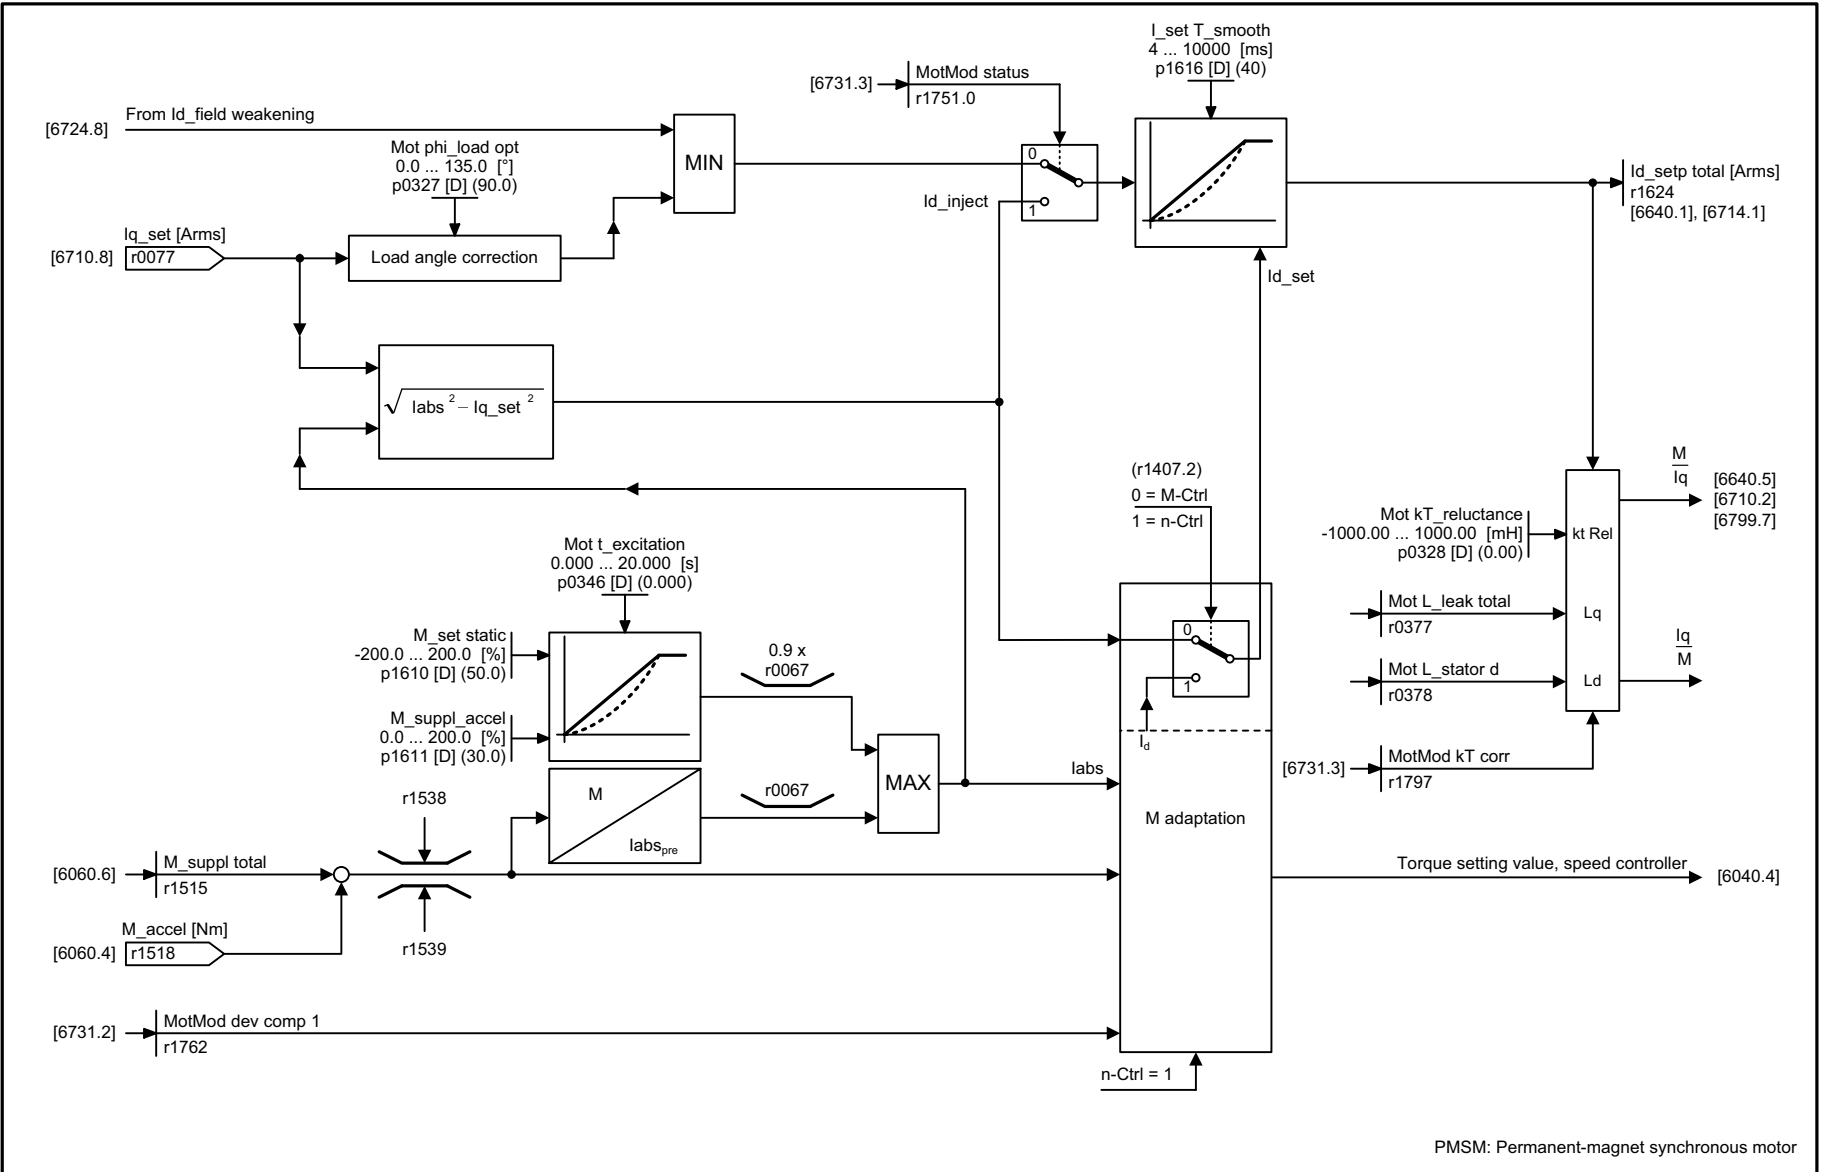 I_set T_smooth
4 ... 10000 [ms]
p1616 [D] (40)
[6731.3]
MotMod status
r1751.0
[6724.8]
From Id_field weakening
Mot phi_load opt
0.0 ... 135.0 [°]
p0327 [D] (90.0)
MIN
0
1
Id_inject
Id_setp total [Arms]
r1624
[6640.1], [6714.1]
Iq_set [Arms]
[6710.8]
r0077
Load angle correction
Id_set
√ Iabs ² – Iq_set ²
(r1407.2)
0 = M-Ctrl
1 = n-Ctrl
M
Iq
[6640.5]
[6710.2]
[6799.7]
Mot kT_reluctance
-1000.00 ... 1000.00 [mH]
p0328 [D] (0.00)
kt Rel
Mot t_excitation
0.000 ... 20.000 [s]
p0346 [D] (0.000)
Mot L_leak total
r0377
Lq
M_set static
-200.0 ... 200.0 [%]
p1610 [D] (50.0)
0.9 x
r0067
0
1
Iq
M
Mot L_stator d
r0378
Ld
M_suppl_accel
0.0 ... 200.0 [%]
p1611 [D] (30.0)
Id
[6731.3]
MotMod kT corr
r1797
MAX
Iabs
r1538
M
Iabspre
r0067
M adaptation
[6060.6]
M_suppl total
r1515
Torque setting value, speed controller
[6040.4]
M_accel [Nm]
[6060.4]
r1518
r1539
[6731.2]
MotMod dev comp 1
r1762
n-Ctrl = 1
PMSM: Permanent-magnet synchronous motor